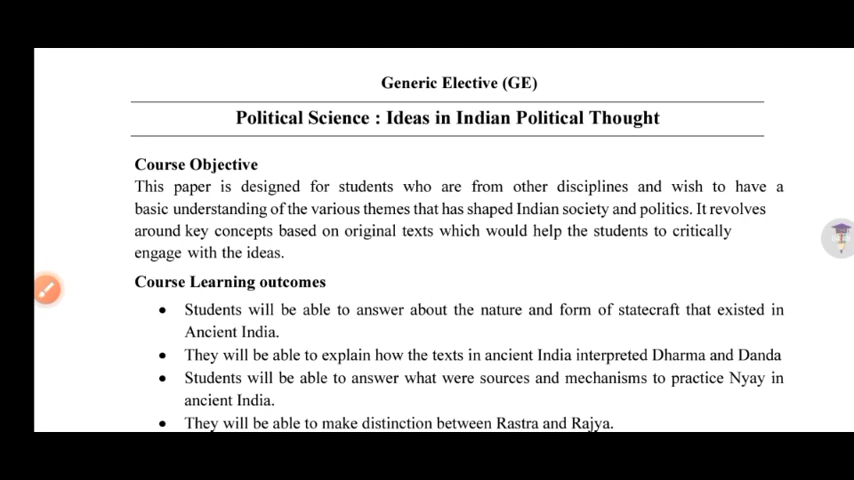 Generic Elective (GE)
Political Science : Ideas in Indian Political Thought
Course Objective
This paper is designed for students who are from other disciplines and wish to have a
basic understanding of the various themes that has shaped Indian society and politics. It revolves
around key concepts based on original texts which would help the students to critically
engage with the ideas.
Course Learning outcomes
• Students will be able to answer about the nature and form of statecraft that existed in
Ancient India.
• They will be able to explain how the texts in ancient India interpreted Dharma and Danda
• Students will be able to answer what were sources and mechanisms to practice Nyay in
ancient India.
• They will be able to make distinction between Rastra and Rajya.